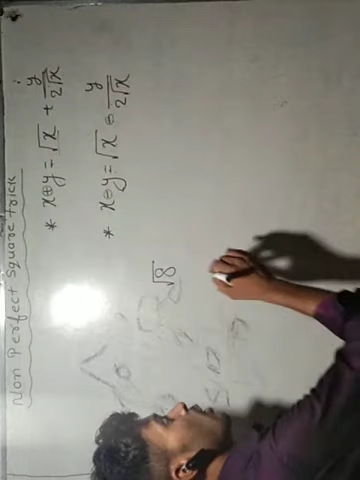 Non Perfect Square trick
* x⊕y = √x + y/2√x
* x⊖y = √x ⊖ y/2√x
√8